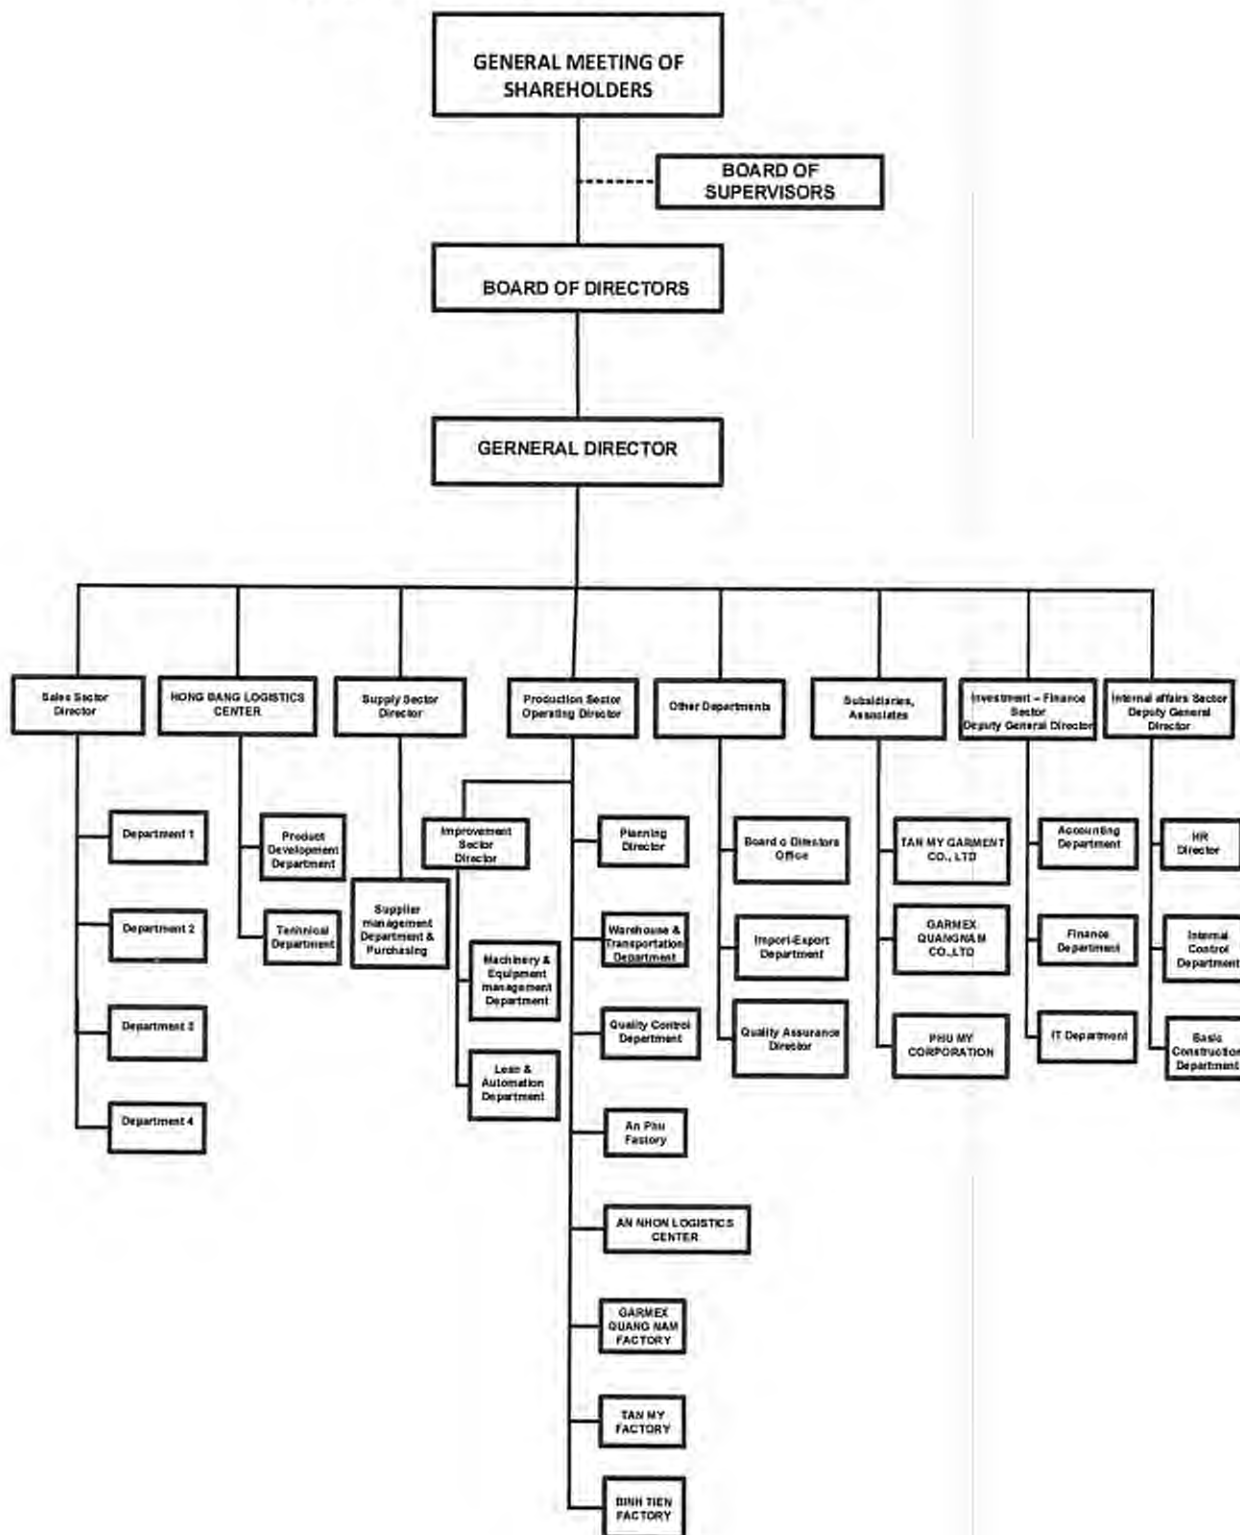 GENERAL MEETING OF
SHAREHOLDERS
BOARD OF
SUPERVISORS
BOARD OF DIRECTORS
GERNERAL DIRECTOR
Sales Sector
Director
HONG BANG LOGISTICS
CENTER
Supply Sector
Director
Production Sector
Operating Director
Other Departments
Subsidiaries,
Associates
Investment – Finance
Sector
Deputy General Director
Internal affairs Sector
Deputy General
Director
Department 1
Department 2
Department 3
Department 4
Product
Development
Department
Technical
Department
Supplier
management
Department &
Purchasing
Improvement
Sector
Director
Machinery &
Equipment
management
Department
Lean &
Automation
Department
Planning
Director
Warehouse &
Transportation
Department
Quality Control
Department
An Phu
Factory
AN NHON LOGISTICS
CENTER
GARMEX
QUANG NAM
FACTORY
TAN MY
FACTORY
BINH TIEN
FACTORY
Board o Directors
Office
Import-Export
Department
Quality Assurance
Director
TAN MY GARMENT
CO., LTD
GARMEX
QUANGNAM
CO.,LTD
PHU MY
CORPORATION
Accounting
Department
Finance
Department
IT Department
HR
Director
Internal
Control
Department
Basic
Construction
Department